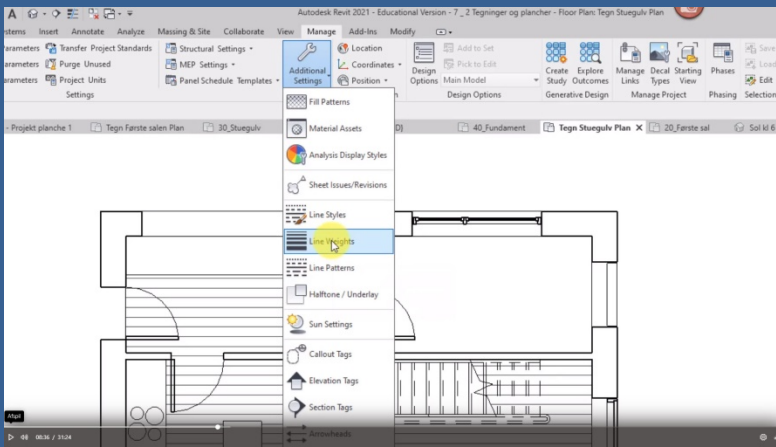 Autodesk Revit 2021 - Educational Version - 7 _ 2 Tegninger og plancher - Floor Plan: Tegn Stuegulv Plan
Insert Annotate Analyze Massing & Site Collaborate View Manage Add-Ins Modify
Transfer Project Standards
Purge Unused
Project Units
Settings
Structural Settings
MEP Settings
Panel Schedule Templates
Additional Settings
Location
Coordinates
Position
Design Options
Add to Set
Pick to Edit
Main Model
Design Options
Create Study
Explore Outcomes
Generative Design
Manage Links
Decal Types
Starting View
Manage Project
Phases
Phasing
Save
Load
Edit
Selection
- Projekt planche 1
Tegn Første salen Plan
30_Stuegulv
40_Fundament
Tegn Stuegulv Plan
20_Første sal
Sol kl 6
Fill Patterns
Material Assets
Analysis Display Styles
Sheet Issues/Revisions
Line Styles
Line Weights
Line Patterns
Halftone / Underlay
Sun Settings
Callout Tags
Elevation Tags
Section Tags
Arrowheads
Afspil
08:36 / 31:24